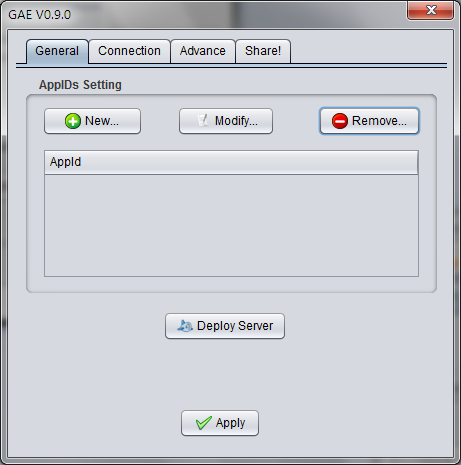 GAE V0.9.0
General Connection Advance Share!
AppIDs Setting
New... Modify... Remove...
AppId
Deploy Server
Apply